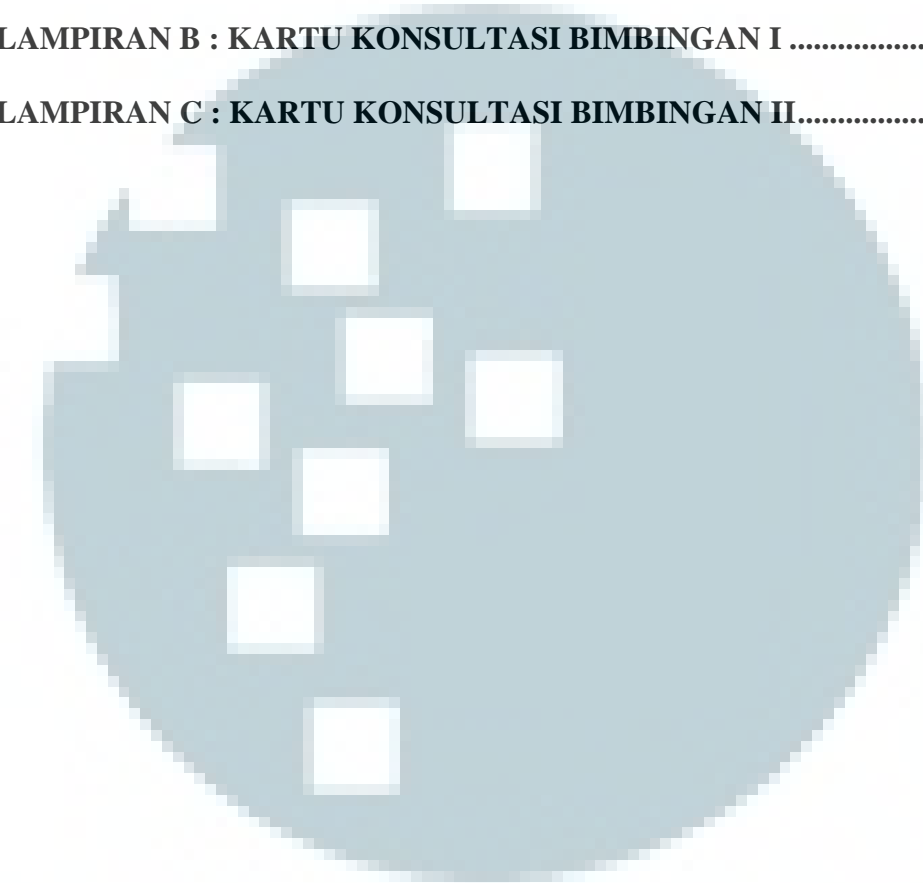 LAMPIRAN B : KARTU KONSULTASI BIMBINGAN I .................
LAMPIRAN C : KARTU KONSULTASI BIMBINGAN II................